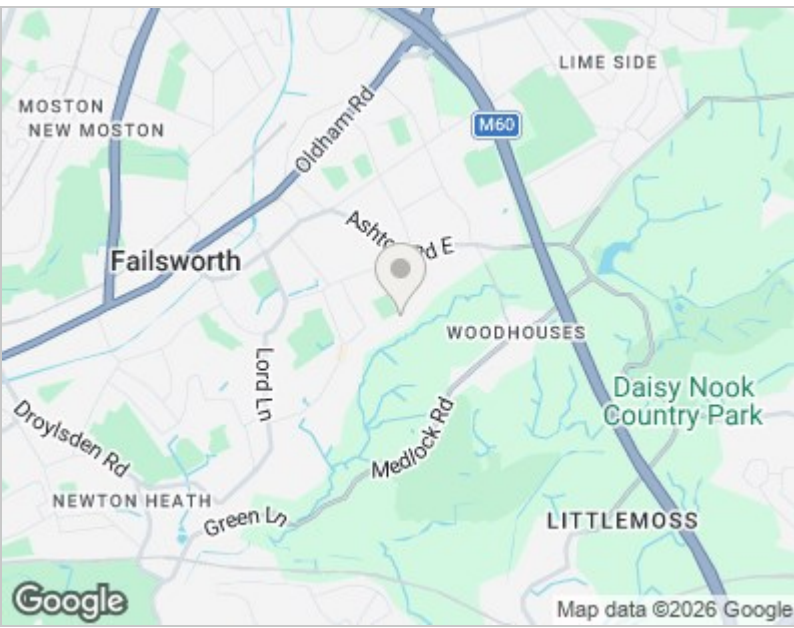 LIME SIDE
MOSTON
NEW MOSTON
M60
Oldham Rd
Failsworth
WOODHOUSES
Lord Ln
Daisy Nook
Country Park
Droylsden Rd
Medlock Rd
NEWTON HEATH
Green Ln
LITTLEMOSS
Google
Map data ©2026 Google